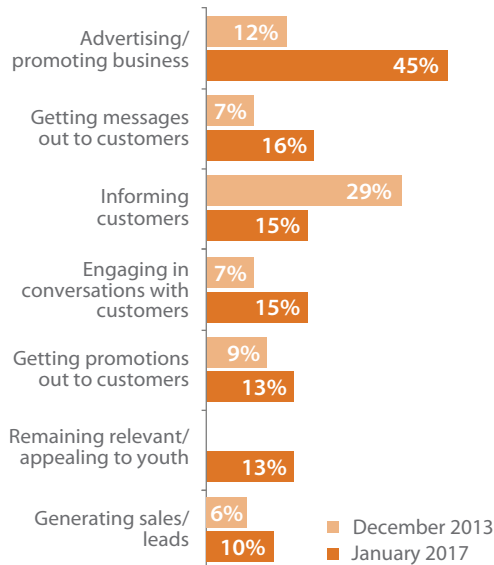 Advertising/
promoting business
12%
45%
Getting messages
out to customers
7%
16%
Informing
customers
29%
15%
Engaging in
conversations with
customers
7%
15%
Getting promotions
out to customers
9%
13%
Remaining relevant/
appealing to youth
13%
Generating sales/
leads
6%
10%
December 2013
January 2017